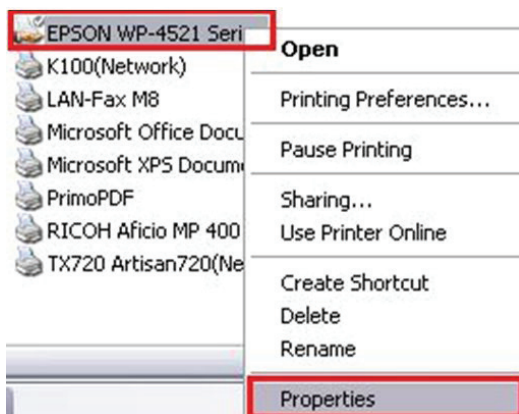 EPSON WP-4521 Seri
K100(Network)
LAN-Fax M8
Microsoft Office Docu
Microsoft XPS Docum
PrimoPDF
RICOH Aficio MP 400
TX720 Artisan720(Ne
Open
Printing Preferences...
Pause Printing
Sharing...
Use Printer Online
Create Shortcut
Delete
Rename
Properties